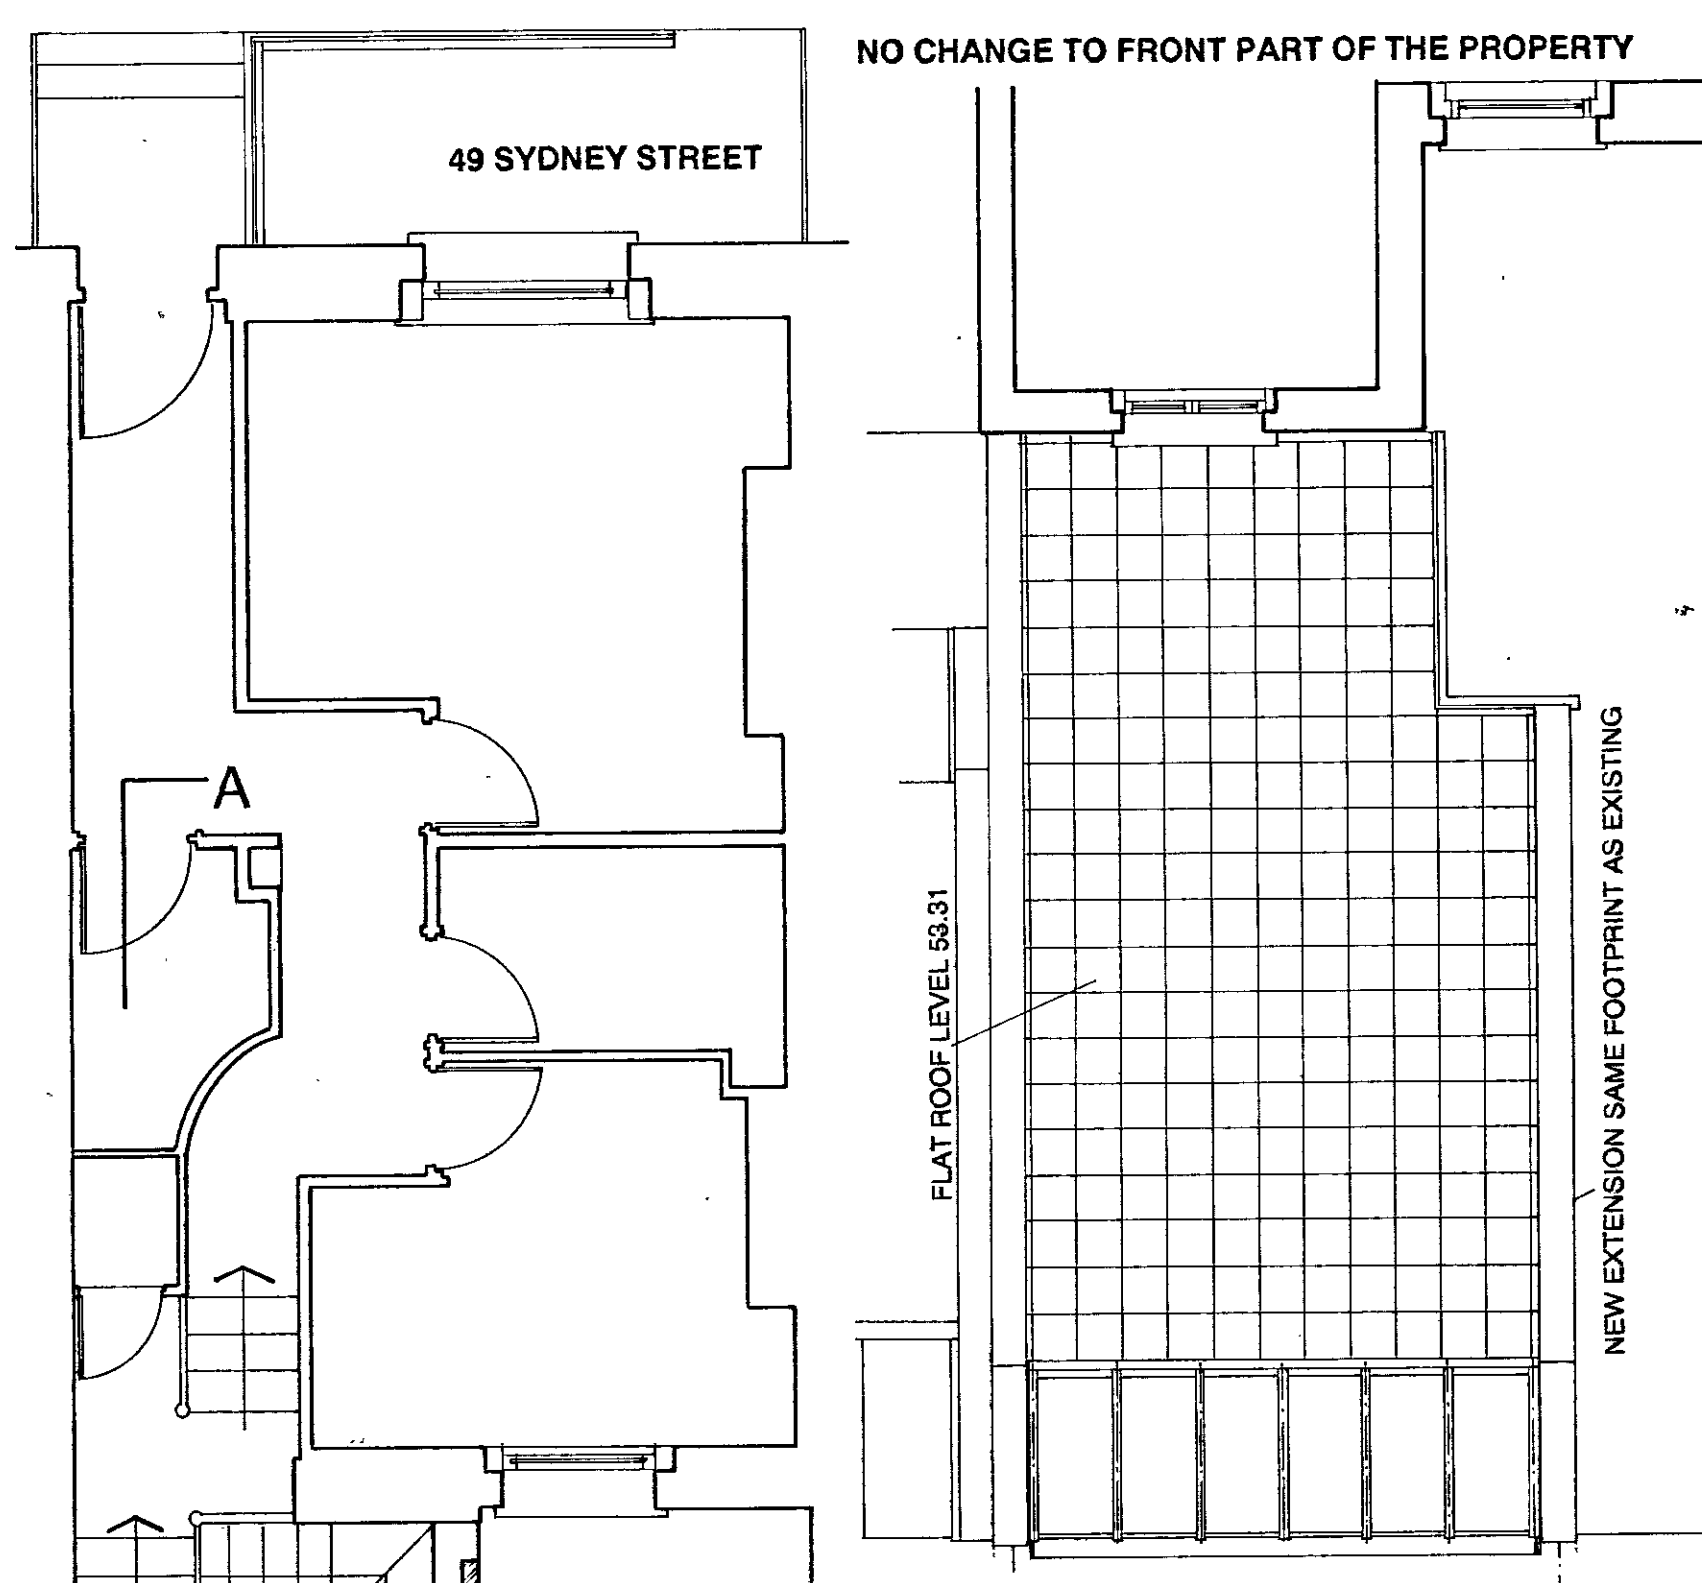 NO CHANGE TO FRONT PART OF THE PROPERTY
49 SYDNEY STREET
A
FLAT ROOF LEVEL 53.31
NEW EXTENSION SAME FOOTPRINT AS EXISTING